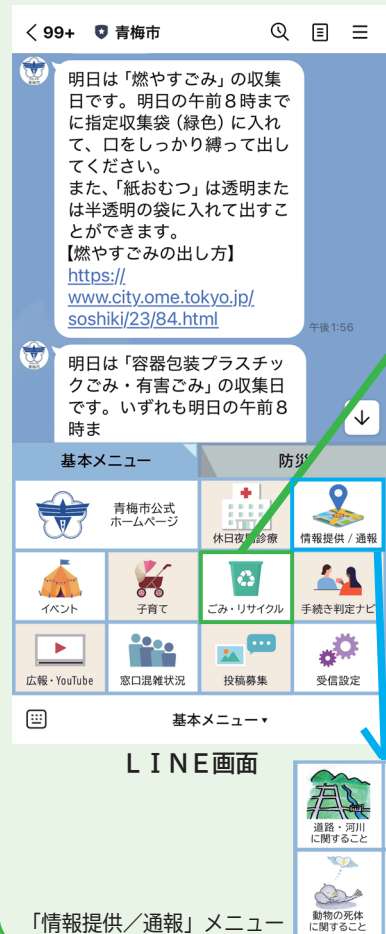 99+ 青梅市
明日は「燃やすごみ」の収集
日です。明日の午前8時まで
に指定収集袋（緑色）に入れ
て、口をしっかり縛って出し
てください。
また、「紙おむつ」は透明また
は半透明の袋に入れて出すこ
とができます。
【燃やすごみの出し方】
https://
www.city.ome.tokyo.jp/
soshiki/23/84.html
午後1:56
明日は「容器包装プラスチッ
クごみ・有害ごみ」の収集日
です。いずれも明日の午前8
時ま
基本メニュー 防災
青梅市公式
ホームページ
休日夜間診療
情報提供 / 通報
イベント
子育て
ごみ・リサイクル
手続き判定ナビ
広報・YouTube
窓口混雑状況
投稿募集
受信設定
基本メニュー▾
ＬＩＮＥ画面
道路・河川
に関すること
動物の死体
に関すること
「情報提供／通報」メニュー